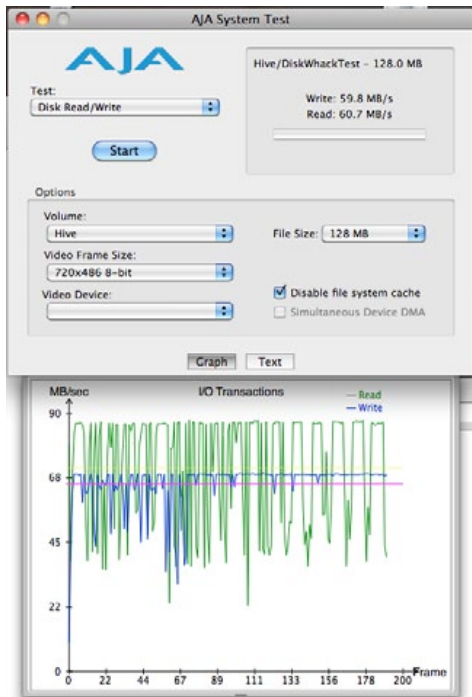 AJA System Test
AJA
Hive/DiskWhackTest - 128.0 MB
Write: 59.8 MB/s
Read: 60.7 MB/s
Test:
Disk Read/Write
Start
Options
Volume:
Hive
File Size: 128 MB
Video Frame Size:
720x486 8-bit
Video Device:
Disable file system cache
Simultaneous Device DMA
Graph Text
MB/sec I/O Transactions
Read
Write
90
68
45
22
0
0 22 44 67 89 111 133 156 178 200 Frame